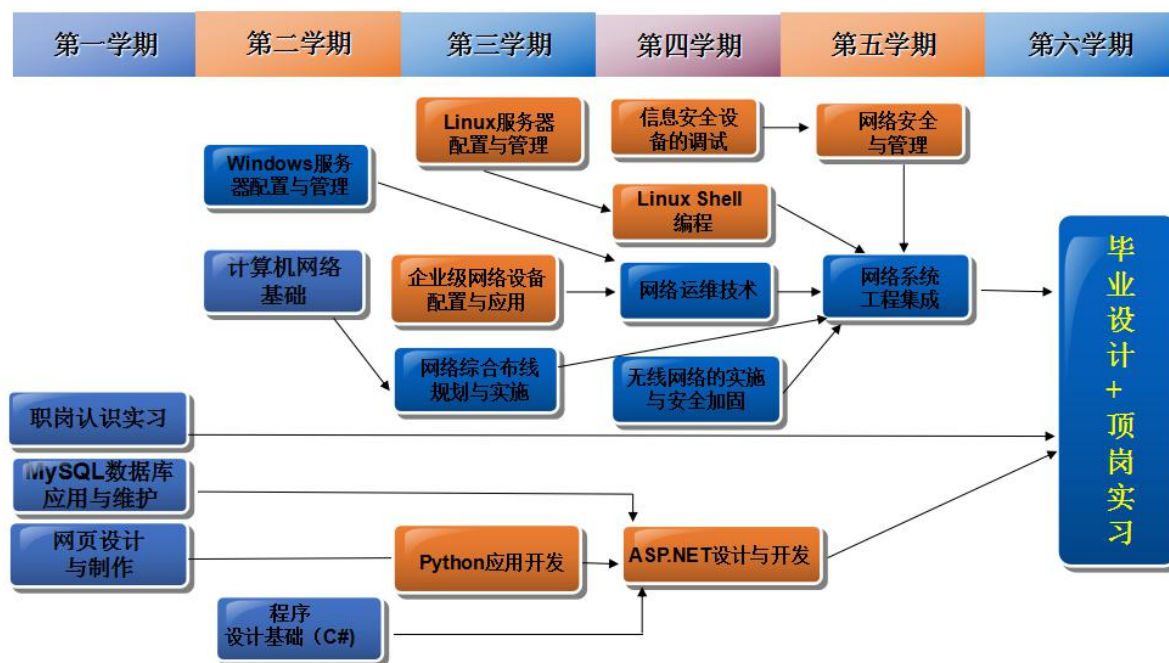 第一学期
第二学期
第三学期
第四学期
第五学期
第六学期
Linux服务器
配置与管理
信息安全设
备的调试
网络安全
与管理
Windows服务
器配置与管理
Linux Shell
编程
计算机网络
基础
企业级网络设备
配置与应用
网络运维技术
网络系统
工程集成
网络综合布线
规划与实施
无线网络的实施
与安全加固
职岗认识实习
MySQL数据库
应用与维护
网页设计
与制作
Python应用开发
ASP.NET设计与开发
程序
设计基础（C#)
毕业设计+顶岗实习